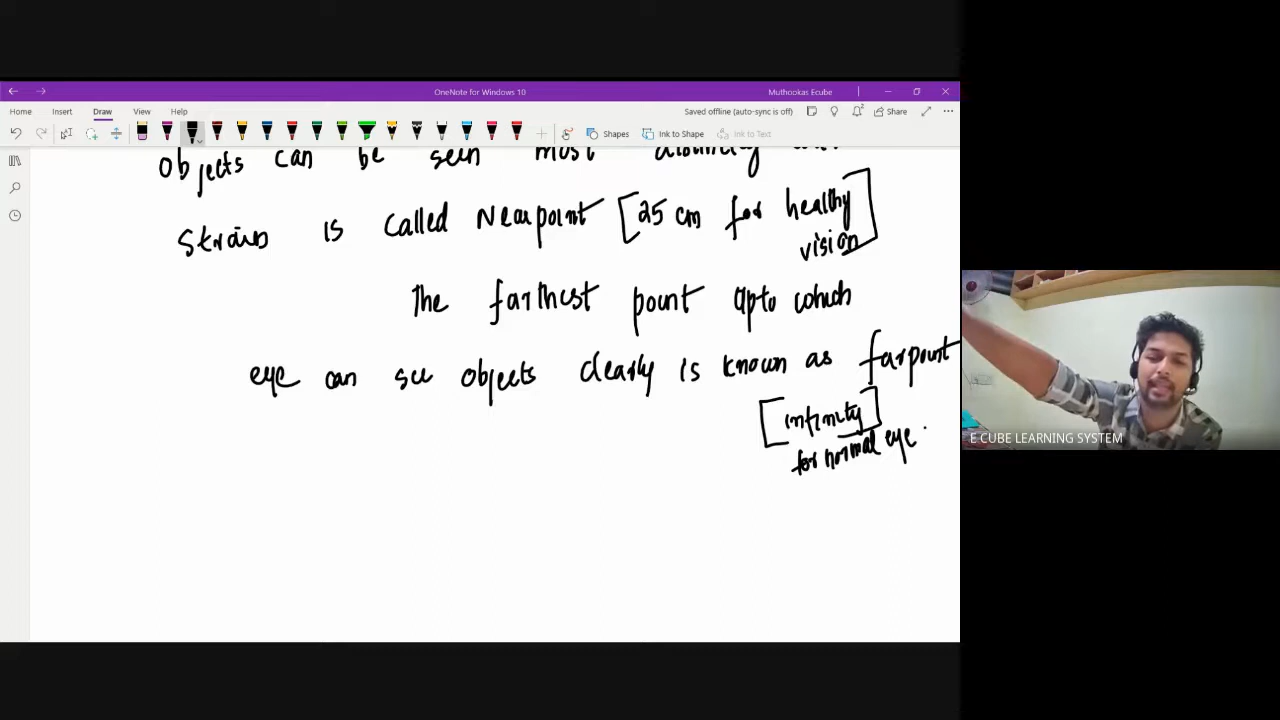 OneNote for Windows 10
Muthookas Ecube
Home Insert Draw View Help
Saved offline (auto-sync is off)
Share
Shapes
Ink to Shape
Ink to Text
objects can be seen most
strain is called Nearpoint [25 cm for healthy
vision]
The farthest point upto which
eye can see objects clearly is known as farpoint
[infinity]
for normal eye.
E CUBE LEARNING SYSTEM